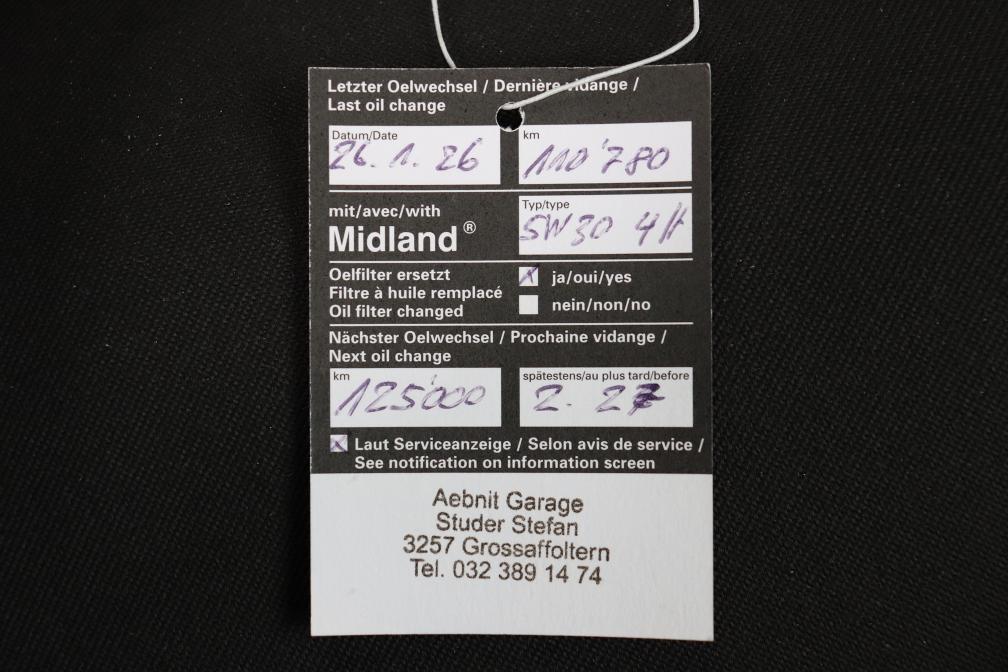 Letzter Oelwechsel / Dernière vidange /
Last oil change
Datum/Date
26. 1. 26
km
110'780
mit/avec/with
Midland®
Typ/type
5W30 4lt
Oelfilter ersetzt
Filtre à huile remplacé
Oil filter changed
ja/oui/yes
nein/non/no
Nächster Oelwechsel / Prochaine vidange /
Next oil change
km
125'000
spätestens/au plus tard/before
2. 27
Laut Serviceanzeige / Selon avis de service /
See notification on information screen
Aebnit Garage
Studer Stefan
3257 Grossaffoltern
Tel. 032 389 14 74